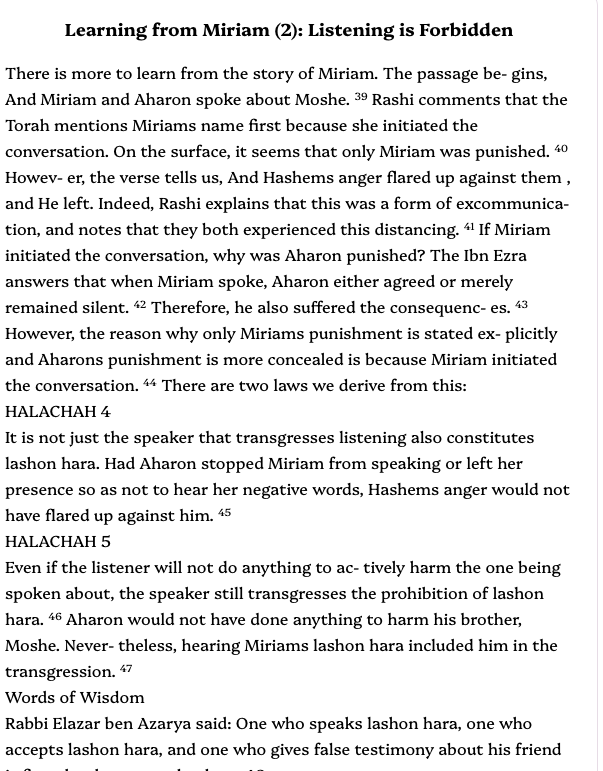 Learning from Miriam (2): Listening is Forbidden
There is more to learn from the story of Miriam. The passage be- gins,
And Miriam and Aharon spoke about Moshe. 39 Rashi comments that the
Torah mentions Miriams name first because she initiated the
conversation. On the surface, it seems that only Miriam was punished. 40
Howev- er, the verse tells us, And Hashems anger flared up against them ,
and He left. Indeed, Rashi explains that this was a form of excommunica-
tion, and notes that they both experienced this distancing. 41 If Miriam
initiated the conversation, why was Aharon punished? The Ibn Ezra
answers that when Miriam spoke, Aharon either agreed or merely
remained silent. 42 Therefore, he also suffered the consequenc- es. 43
However, the reason why only Miriams punishment is stated ex- plicitly
and Aharons punishment is more concealed is because Miriam initiated
the conversation. 44 There are two laws we derive from this:
HALACHAH 4
It is not just the speaker that transgresses listening also constitutes
lashon hara. Had Aharon stopped Miriam from speaking or left her
presence so as not to hear her negative words, Hashems anger would not
have flared up against him. 45
HALACHAH 5
Even if the listener will not do anything to ac- tively harm the one being
spoken about, the speaker still transgresses the prohibition of lashon
hara. 46 Aharon would not have done anything to harm his brother,
Moshe. Never- theless, hearing Miriams lashon hara included him in the
transgression. 47
Words of Wisdom
Rabbi Elazar ben Azarya said: One who speaks lashon hara, one who
accepts lashon hara, and one who gives false testimony about his friend